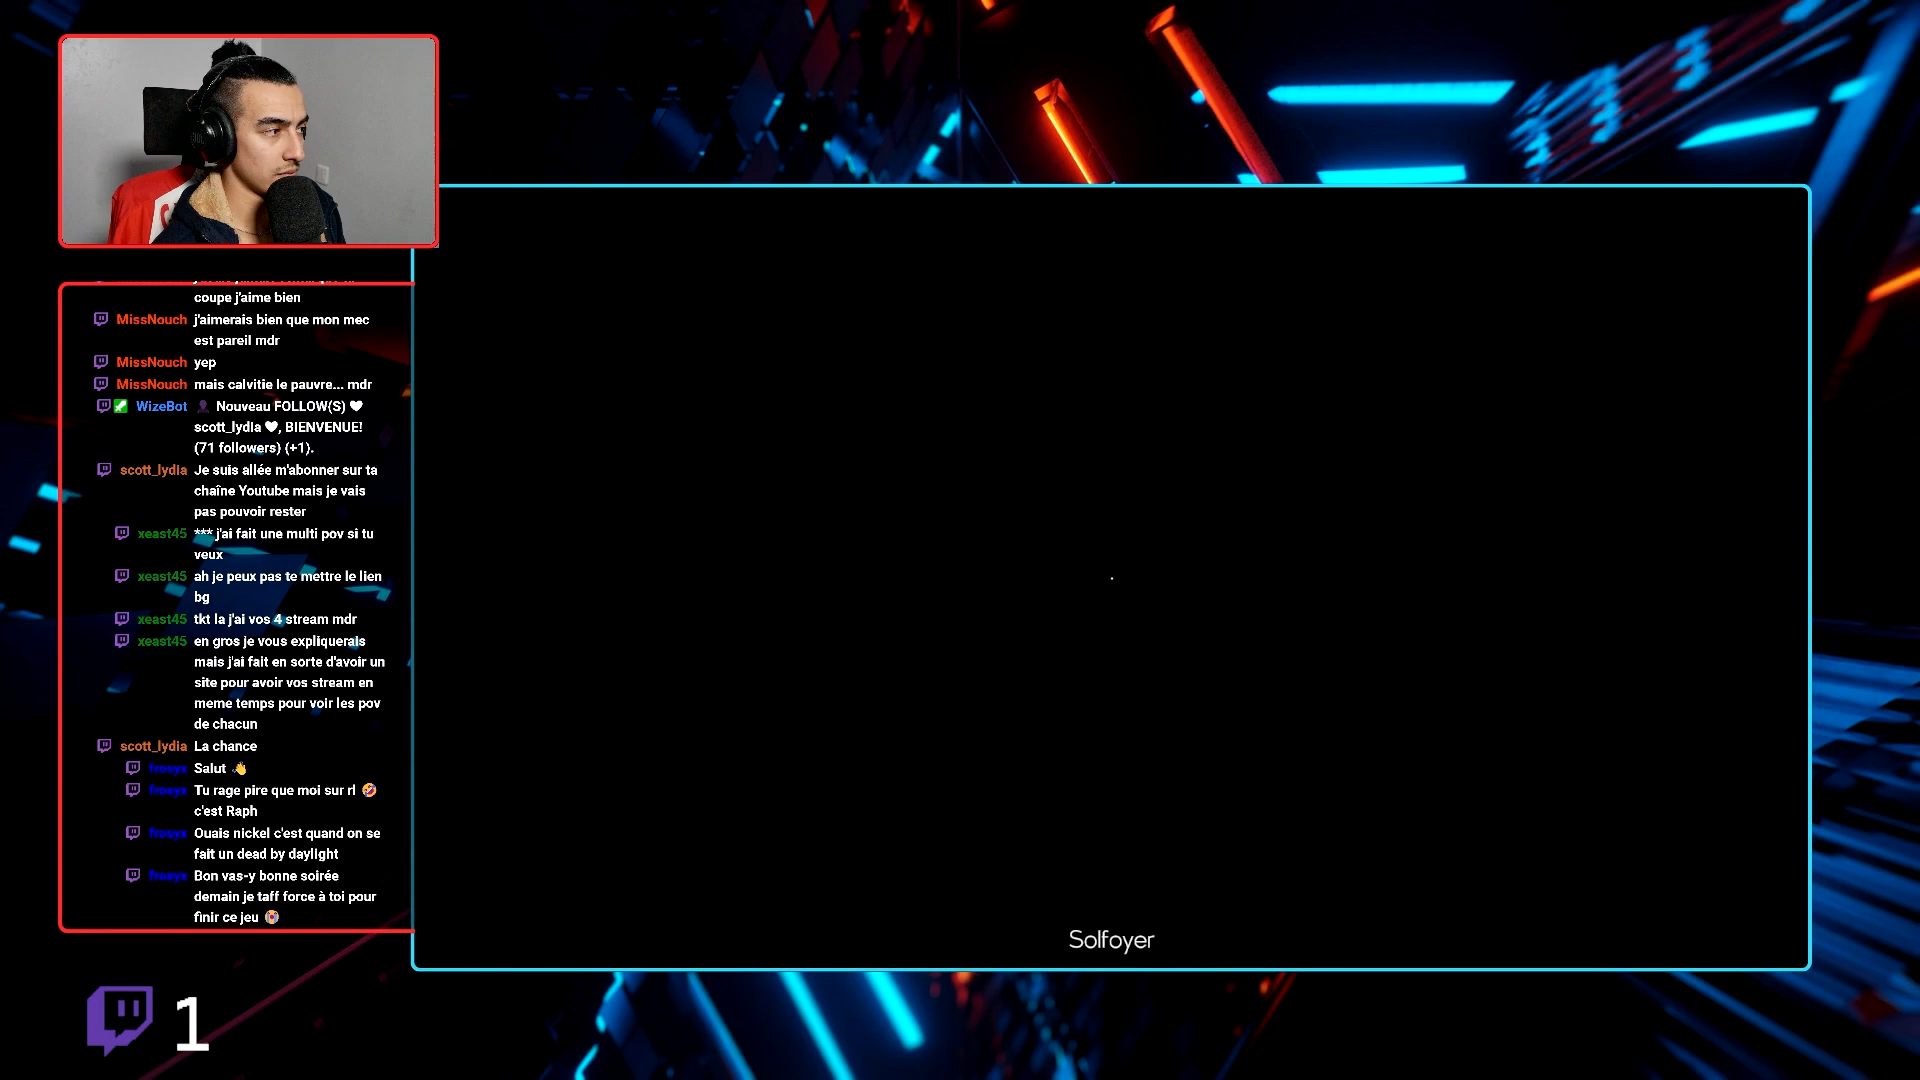 coupe j'aime bien
MissNouch j'aimerais bien que mon mec
est pareil mdr
MissNouch yep
MissNouch mais calvitie le pauvre... mdr
WizeBot 👤 Nouveau FOLLOW(S) ♥
scott_lydia ♥, BIENVENUE!
(71 followers) (+1).
scott_lydia Je suis allée m'abonner sur ta
chaîne Youtube mais je vais
pas pouvoir rester
xeast45 *** j'ai fait une multi pov si tu
veux
xeast45 ah je peux pas te mettre le lien
bg
xeast45 tkt la j'ai vos 4 stream mdr
xeast45 en gros je vous expliquerais
mais j'ai fait en sorte d'avoir un
site pour avoir vos stream en
meme temps pour voir les pov
de chacun
scott_lydia La chance
Salut 👋
Tu rage pire que moi sur rl 🤣
c'est Raph
Ouais nickel c'est quand on se
fait un dead by daylight
Bon vas-y bonne soirée
demain je taff force à toi pour
finir ce jeu
Solfoyer
1